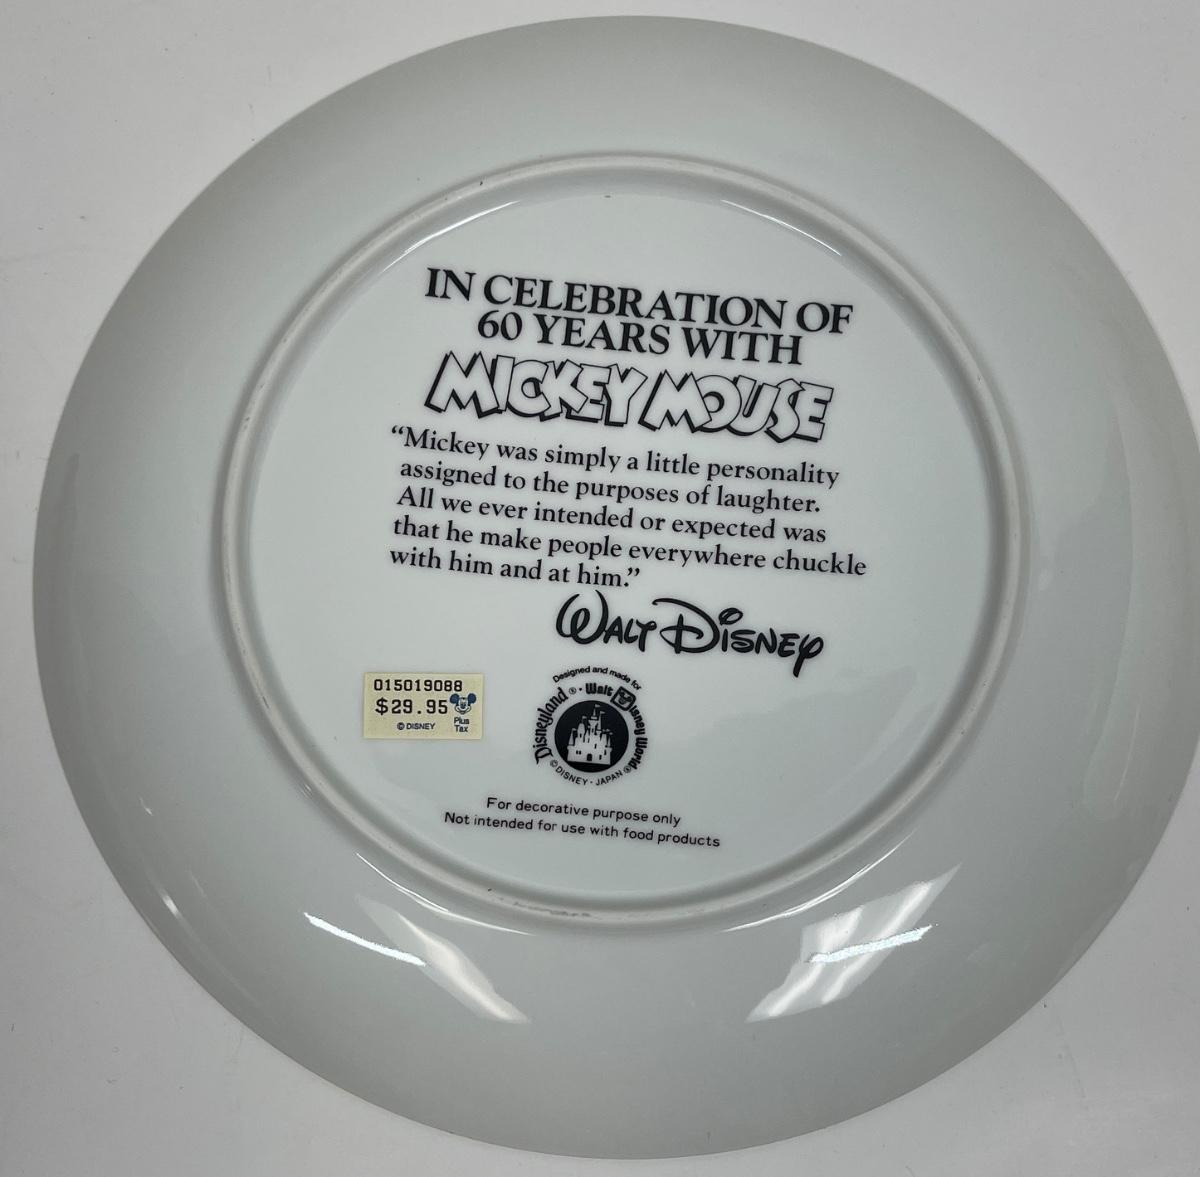 IN CELEBRATION OF
60 YEARS WITH
MICKEY MOUSE
“Mickey was simply a little personality
assigned to the purposes of laughter.
All we ever intended or expected was
that he make people everywhere chuckle
with him and at him.”
WALT DISNEY
015019088
$29.95
© DISNEY
Plus
Tax
Designed and made for
Disneyland® · Walt Disney World®
© DISNEY · JAPAN
For decorative purpose only
Not intended for use with food products